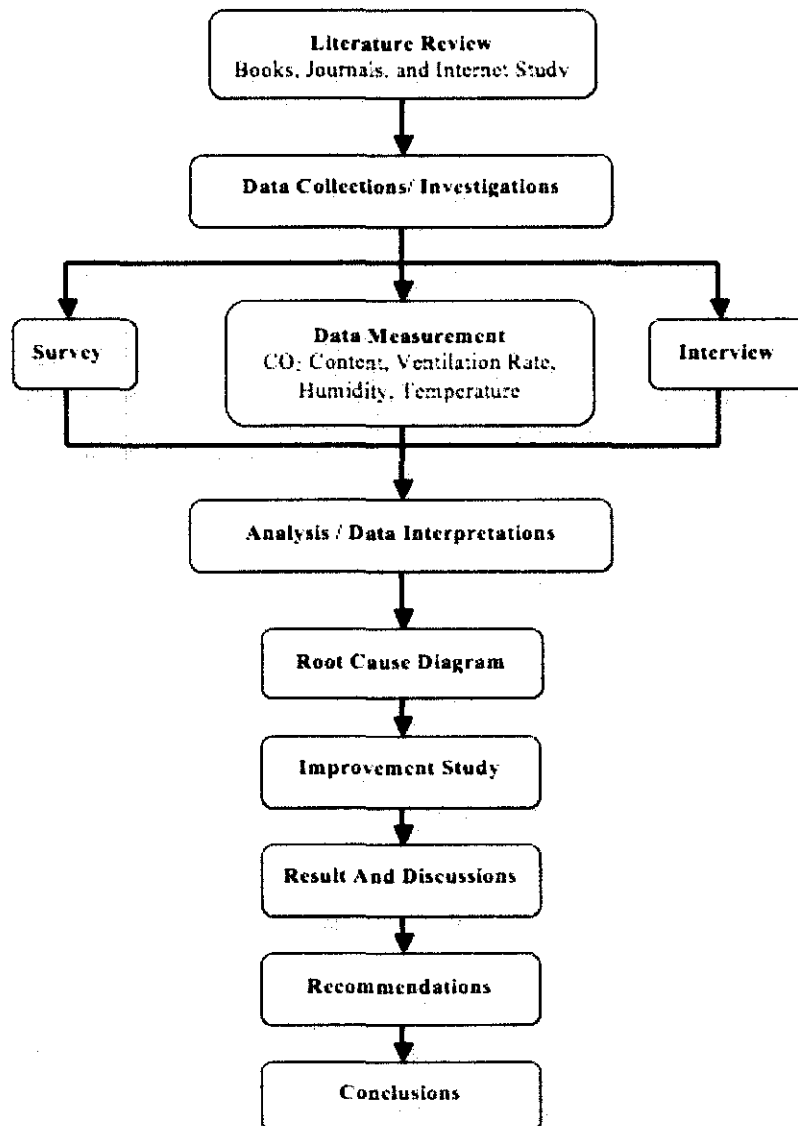 Literature Review
Books, Journals, and Internet Study
Data Collections/ Investigations
Survey
Data Measurement
CO₂ Content, Ventilation Rate,
Humidity, Temperature
Interview
Analysis / Data Interpretations
Root Cause Diagram
Improvement Study
Result And Discussions
Recommendations
Conclusions